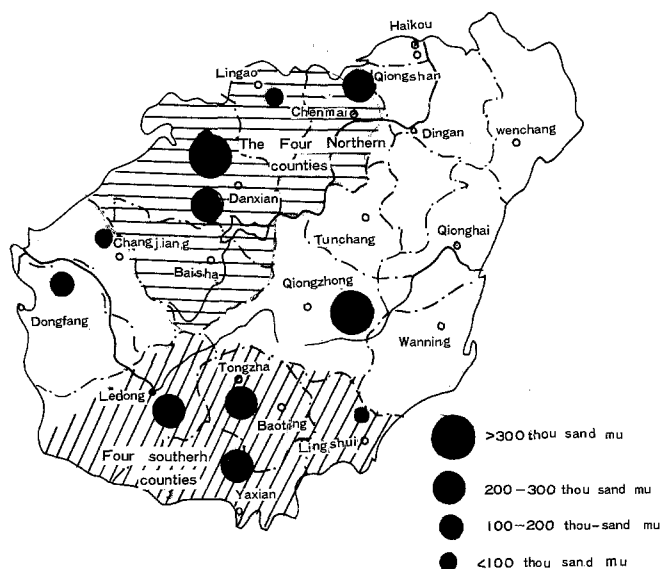 Haikou
Lingao
Qiongshan
Chenmai
Dingan
wenchang
The Four Northern
counties
Danxian
Changjiang
Baisha
Tunchang
Qionghai
Qiongzhong
Dongfang
Wanning
Tongzha
Ledong
Baoting
Lingshui
Four southern
counties
Yaxian
>300 thou sand mu
200-300 thou sand mu
100~200 thou-sand mu
<100 thou sand mu